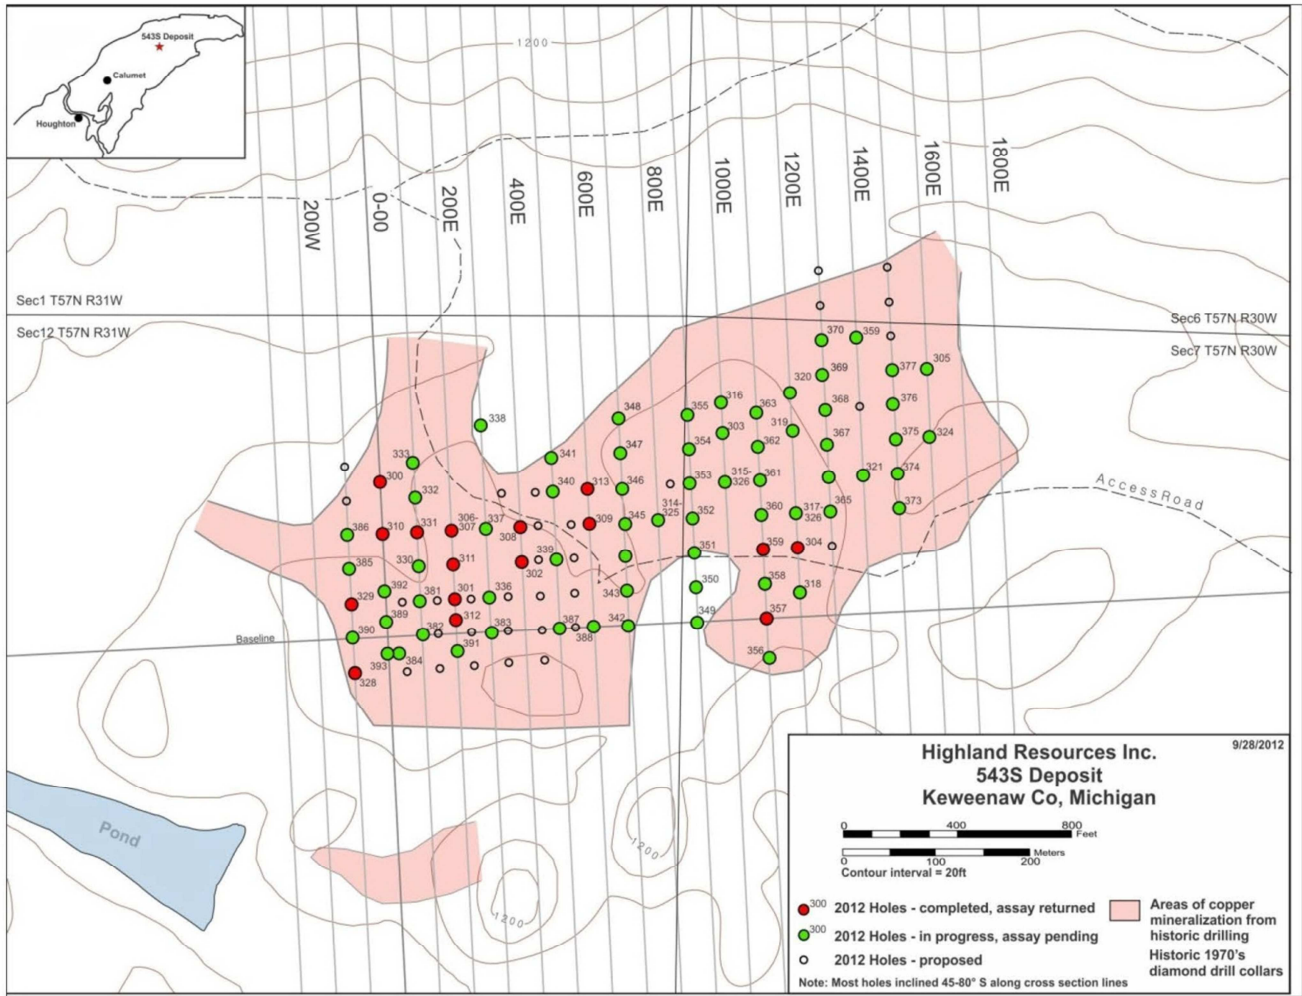 543S Deposit
Calumet
Houghton
1200
200W
0-00
200E
400E
600E
800E
1000E
1200E
1400E
1600E
1800E
Sec1 T57N R31W
Sec12 T57N R31W
Sec6 T57N R30W
Sec7 T57N R30W
370
359
369
377
305
320
316
363
368
376
348
355
338
303
319
367
375
324
354
362
341
347
333
300
332
340
313
346
353
315-
326
361
321
374
314-
325
352
360
317-
326
365
373
386
310
331
306-
307
337
308
309
345
351
359
304
385
330
311
302
339
350
358
318
329
392
381
301
336
343
349
357
389
312
Baseline
390
382
383
387
388
342
393
384
391
356
328
Access Road
Pond
1200
1200
Highland Resources Inc.
9/28/2012
543S Deposit
Keweenaw Co, Michigan
0 400 800
Feet
Meters
0 100 200
Contour interval = 20ft
300 2012 Holes - completed, assay returned
300 2012 Holes - in progress, assay pending
2012 Holes - proposed
Areas of copper
mineralization from
historic drilling
Historic 1970's
diamond drill collars
Note: Most holes inclined 45-80° S along cross section lines